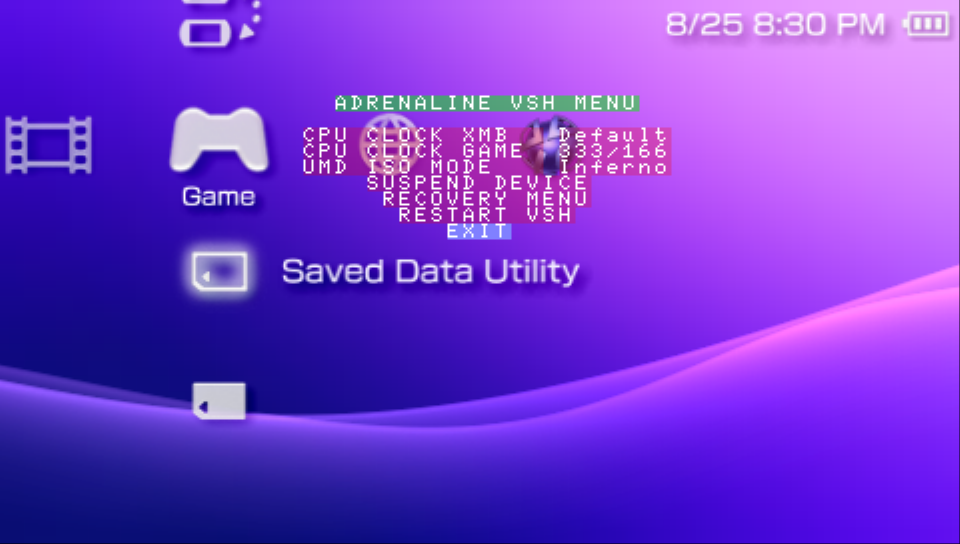 8/25 8:30 PM
ADRENALINE VSH MENU
CPU CLOCK XMB Default
CPU CLOCK GAME 333/166
UMD ISO MODE Inferno
SUSPEND DEVICE
RECOVERY MENU
RESTART VSH
EXIT
Game
Saved Data Utility